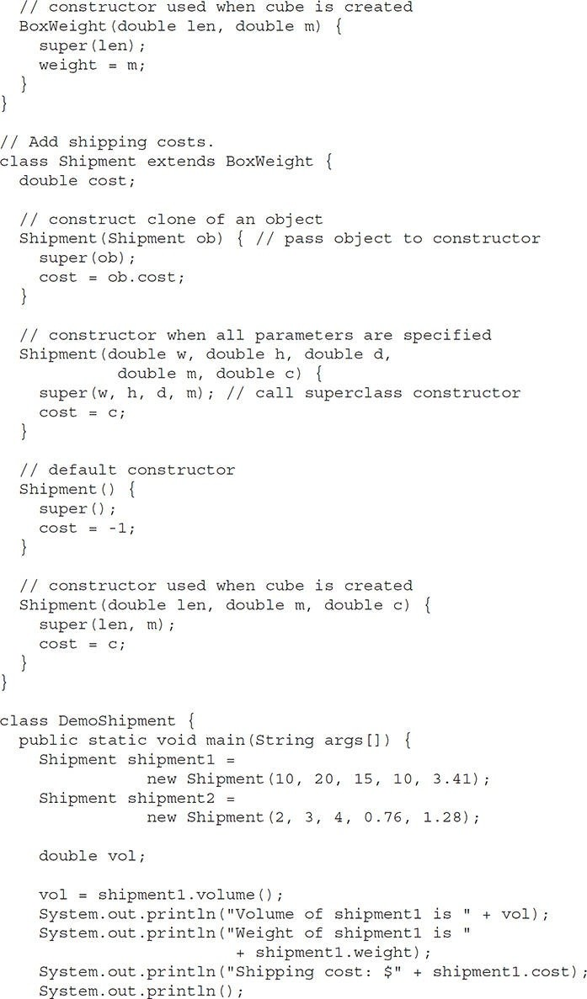 // constructor used when cube is created
BoxWeight(double len, double m) {
super(len);
weight = m;
}
}
// Add shipping costs.
class Shipment extends BoxWeight {
double cost;
// construct clone of an object
Shipment(Shipment ob) { // pass object to constructor
super(ob);
cost = ob.cost;
}
// constructor when all parameters are specified
Shipment(double w, double h, double d,
double m, double c) {
super(w, h, d, m); // call superclass constructor
cost = c;
}
// default constructor
Shipment() {
super();
cost = -1;
}
// constructor used when cube is created
Shipment(double len, double m, double c) {
super(len, m);
cost = c;
}
}
class DemoShipment {
public static void main(String args[]) {
Shipment shipment1 =
new Shipment(10, 20, 15, 10, 3.41);
Shipment shipment2 =
new Shipment(2, 3, 4, 0.76, 1.28);
double vol;
vol = shipment1.volume();
System.out.println("Volume of shipment1 is " + vol);
System.out.println("Weight of shipment1 is "
+ shipment1.weight);
System.out.println("Shipping cost: $" + shipment1.cost);
System.out.println();